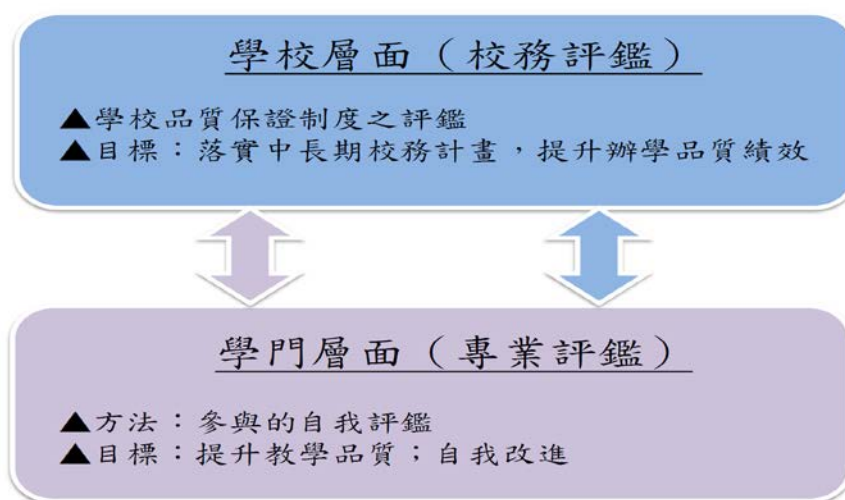 學校層面（校務評鑑）
▲學校品質保證制度之評鑑
▲目標：落實中長期校務計畫，提升辦學品質績效
學門層面（專業評鑑）
▲方法：參與的自我評鑑
▲目標：提升教學品質；自我改進